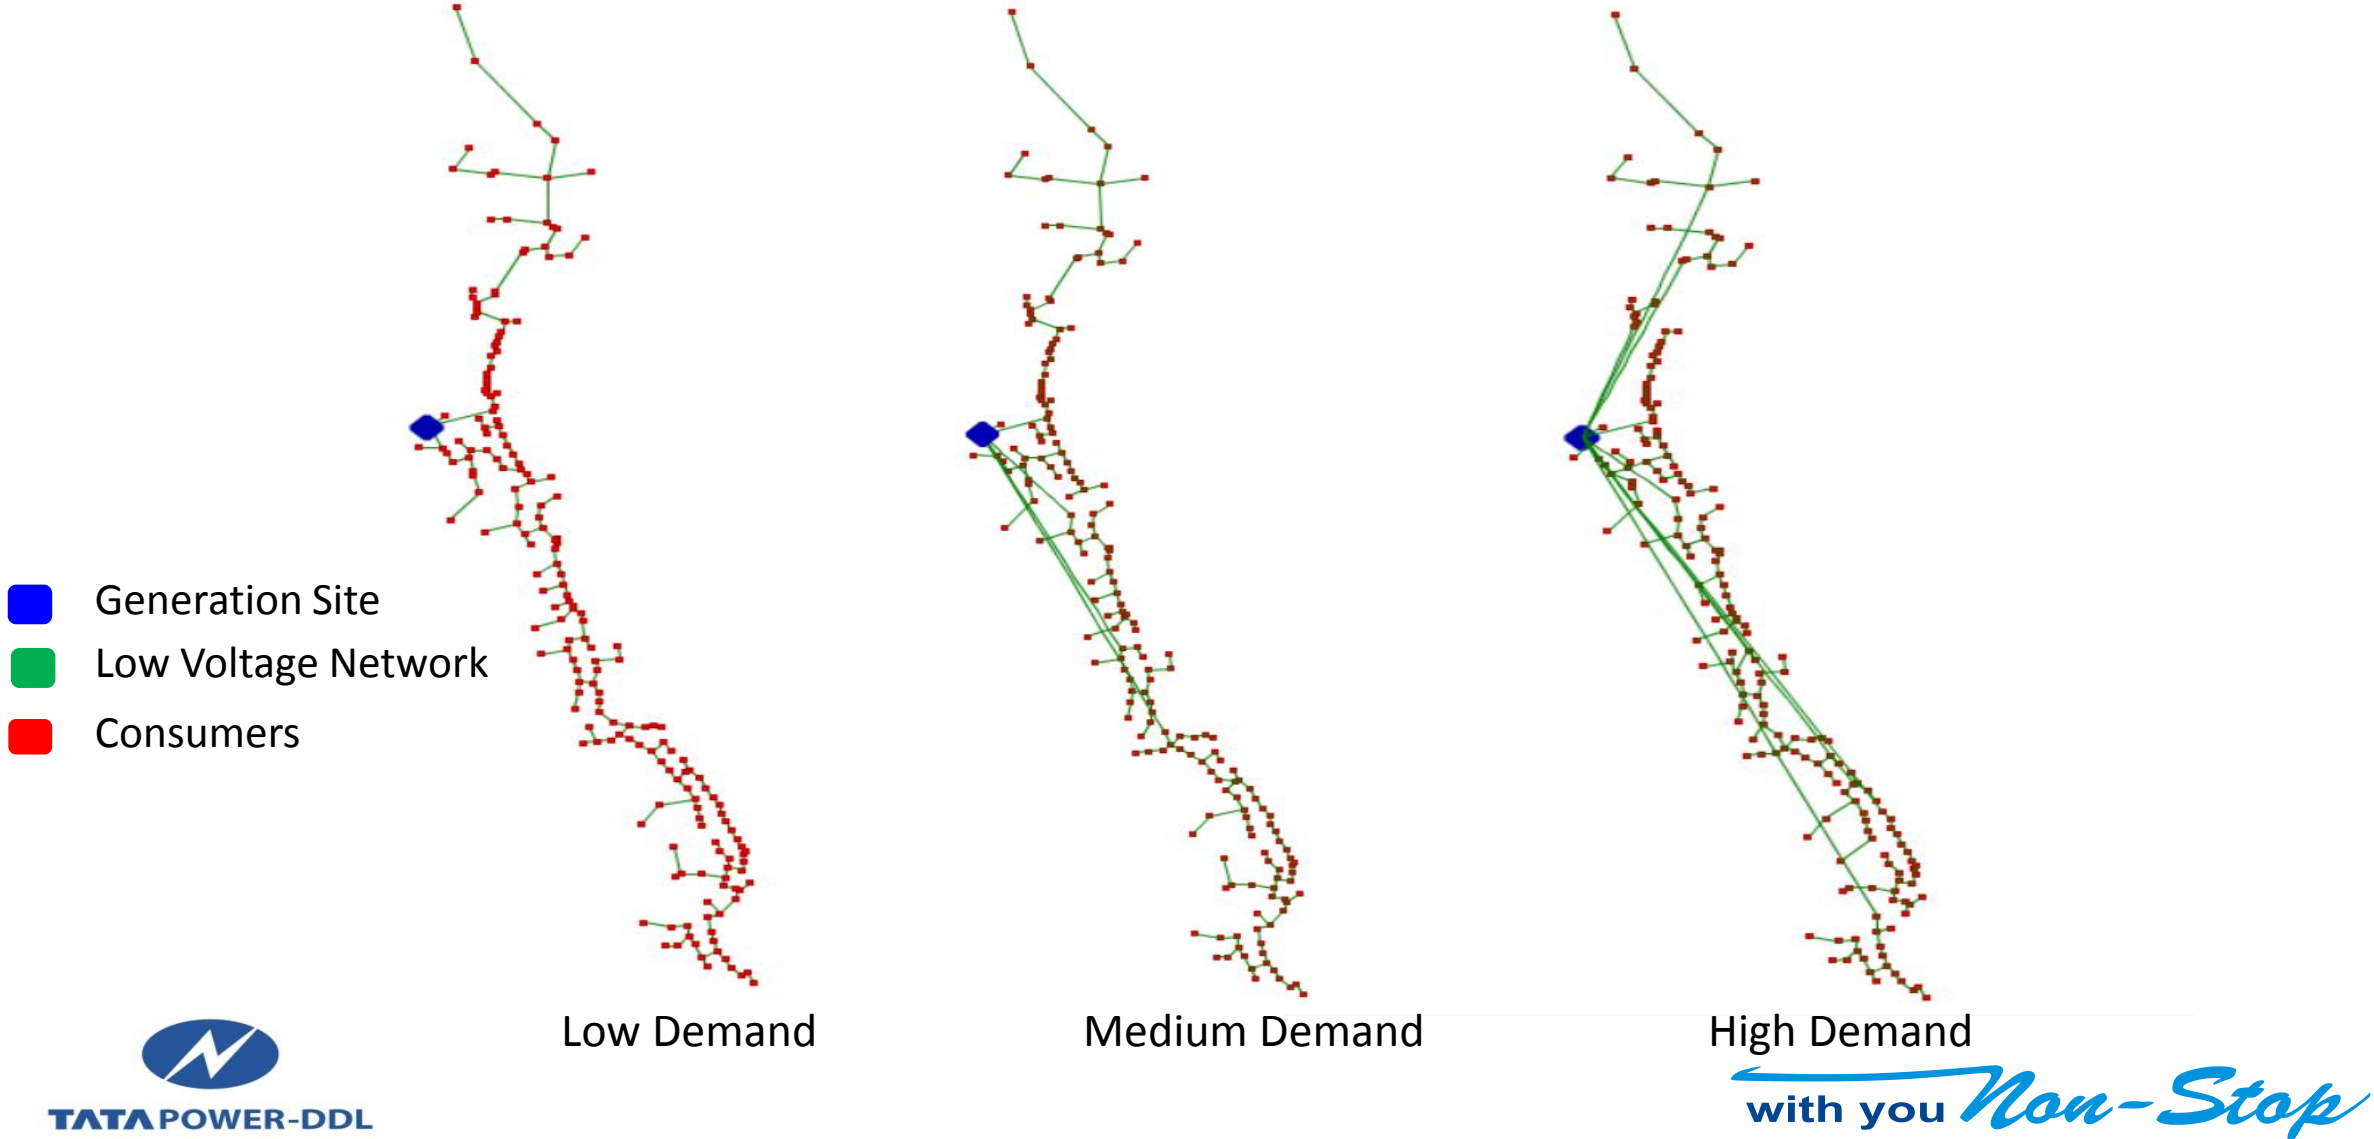 Generation Site
Low Voltage Network
Consumers
Low Demand
Medium Demand
High Demand
TATA POWER-DDL
with you Non-Stop